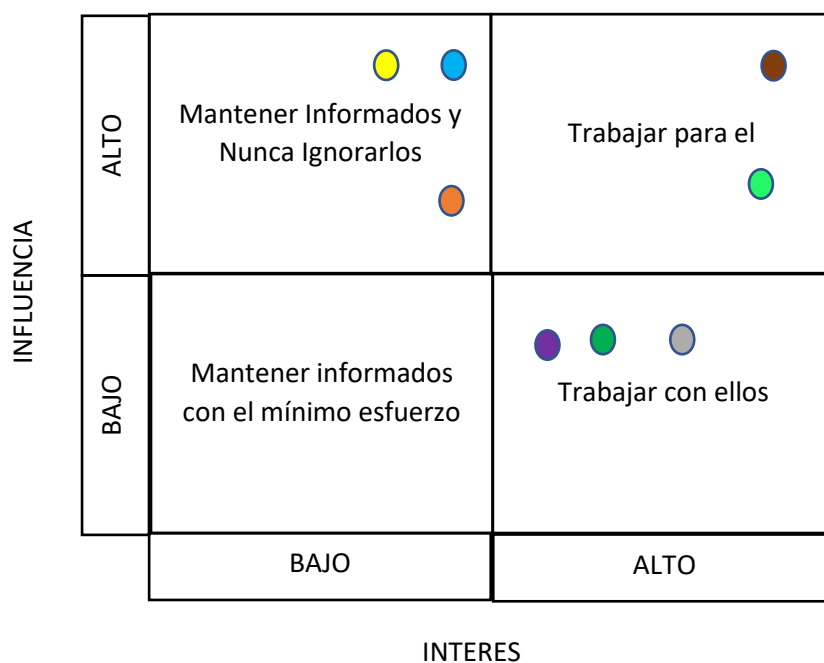 ALTO
Mantener Informados y
Nunca Ignorarlos
Trabajar para el
INFLUENCIA
BAJO
Mantener informados
con el mínimo esfuerzo
Trabajar con ellos
BAJO
ALTO
INTERES